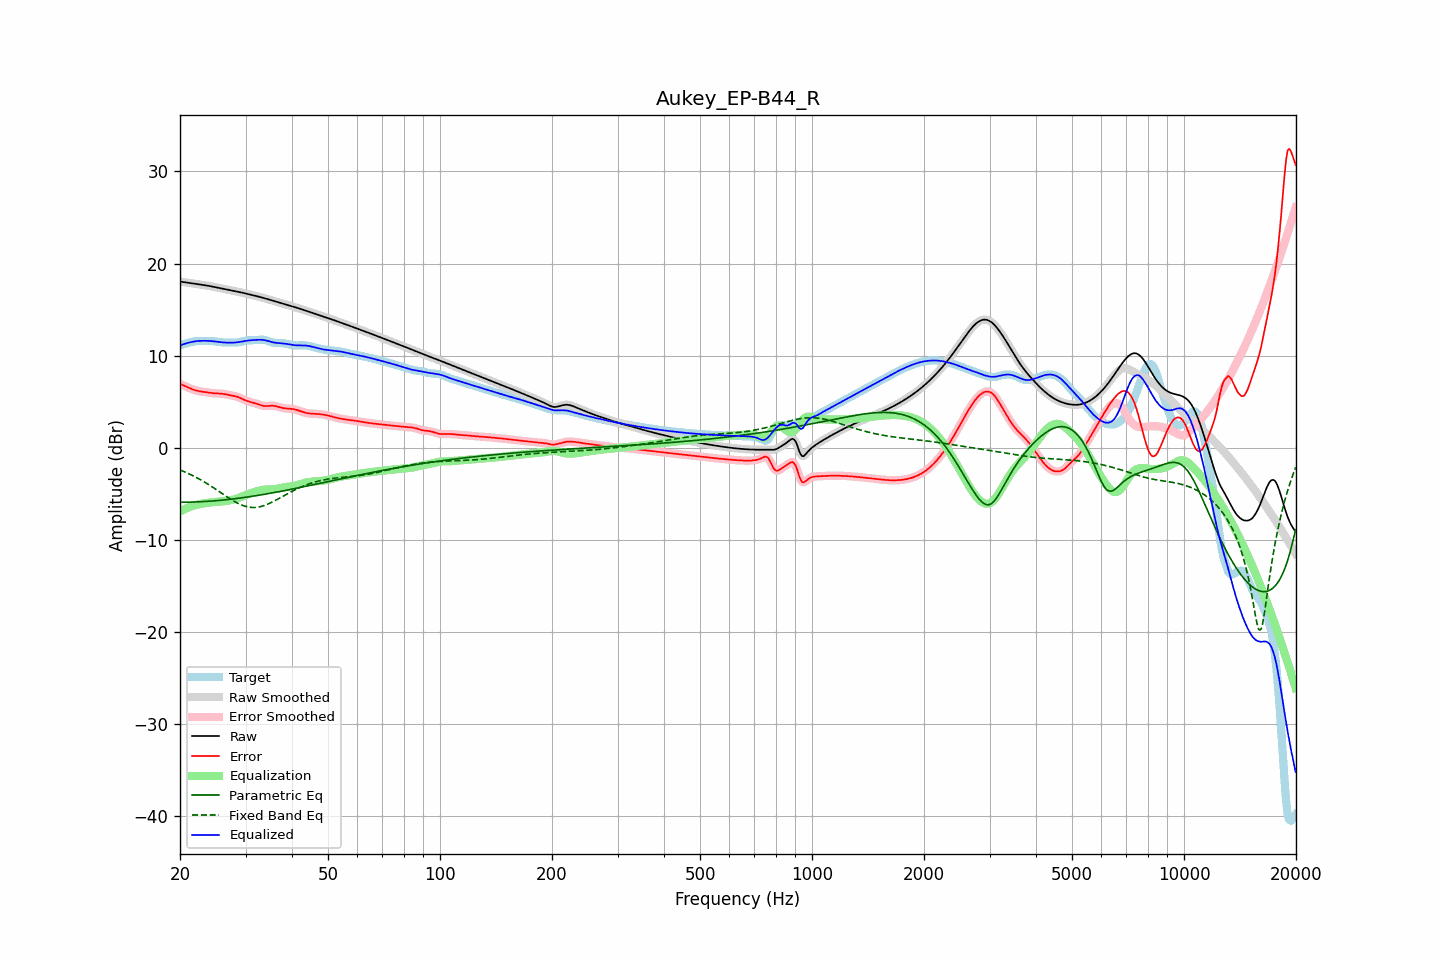 Aukey_EP-B44_R
Amplitude (dBr)
30
20
10
0
−10
−20
−30
−40
Target
Raw Smoothed
Error Smoothed
Raw
Error
Equalization
Parametric Eq
Fixed Band Eq
Equalized
20 50 100 200 500 1000 2000 5000 10000 20000
Frequency (Hz)